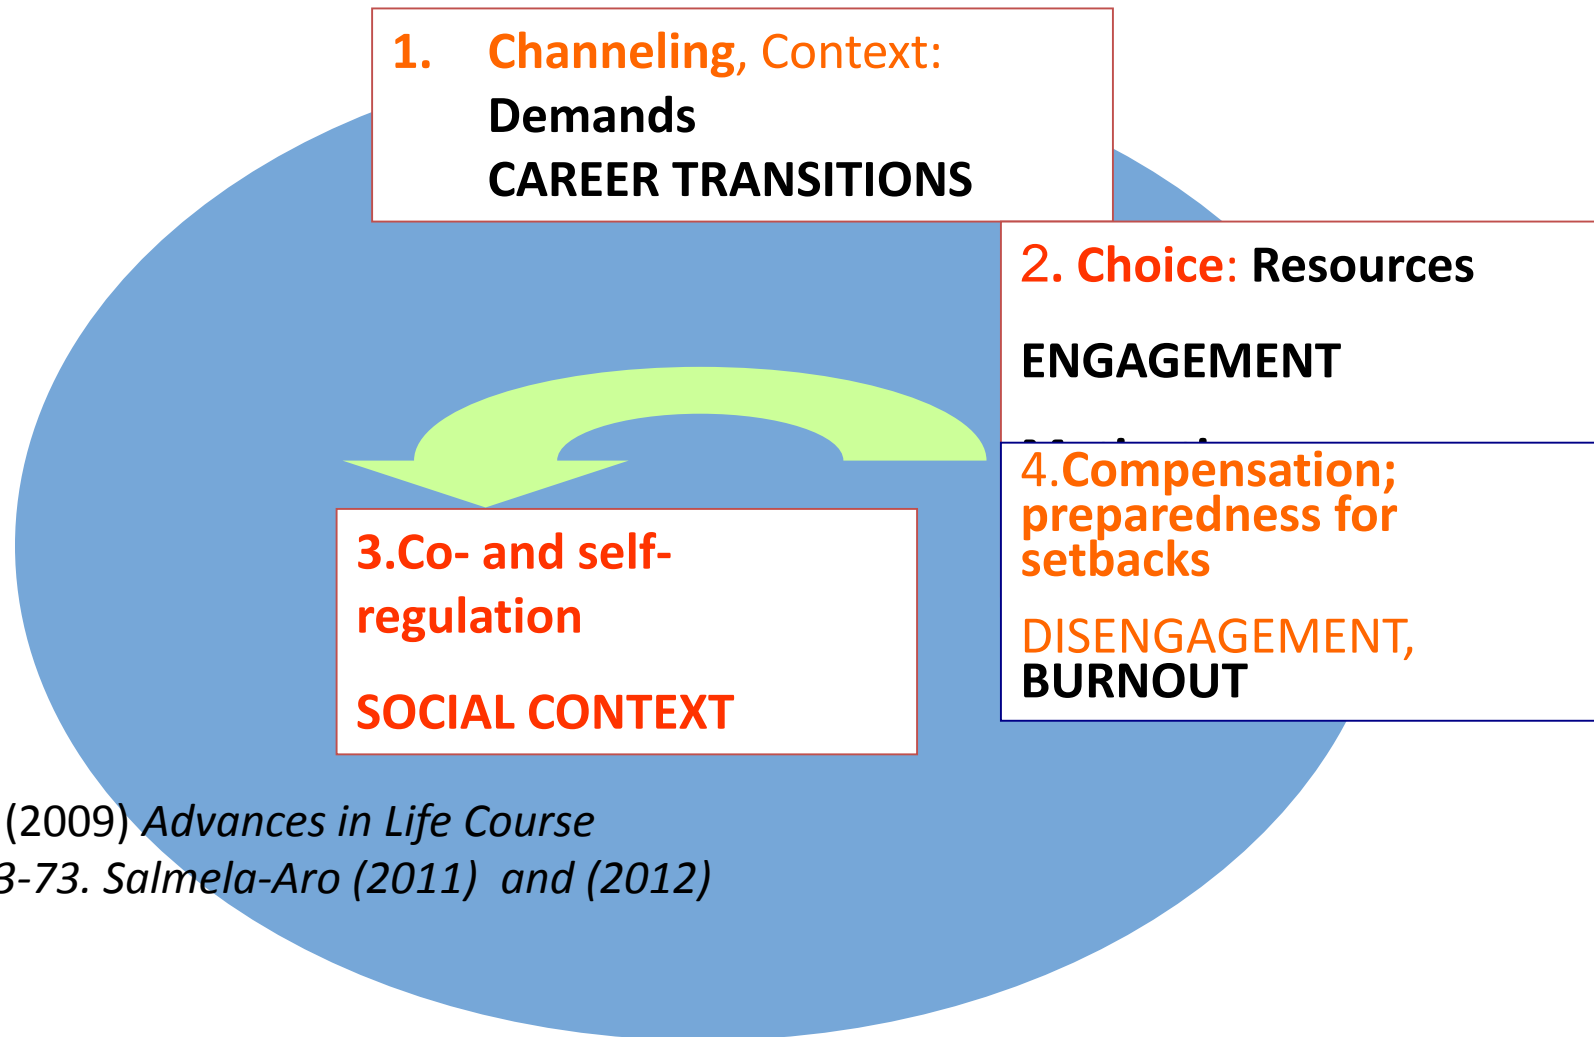 1. Channeling, Context:
Demands
CAREER TRANSITIONS
2. Choice: Resources
ENGAGEMENT
3.Co- and self-
regulation
SOCIAL CONTEXT
4.Compensation;
preparedness for
setbacks
DISENGAGEMENT,
BURNOUT
(2009) Advances in Life Course
3-73. Salmela-Aro (2011) and (2012)